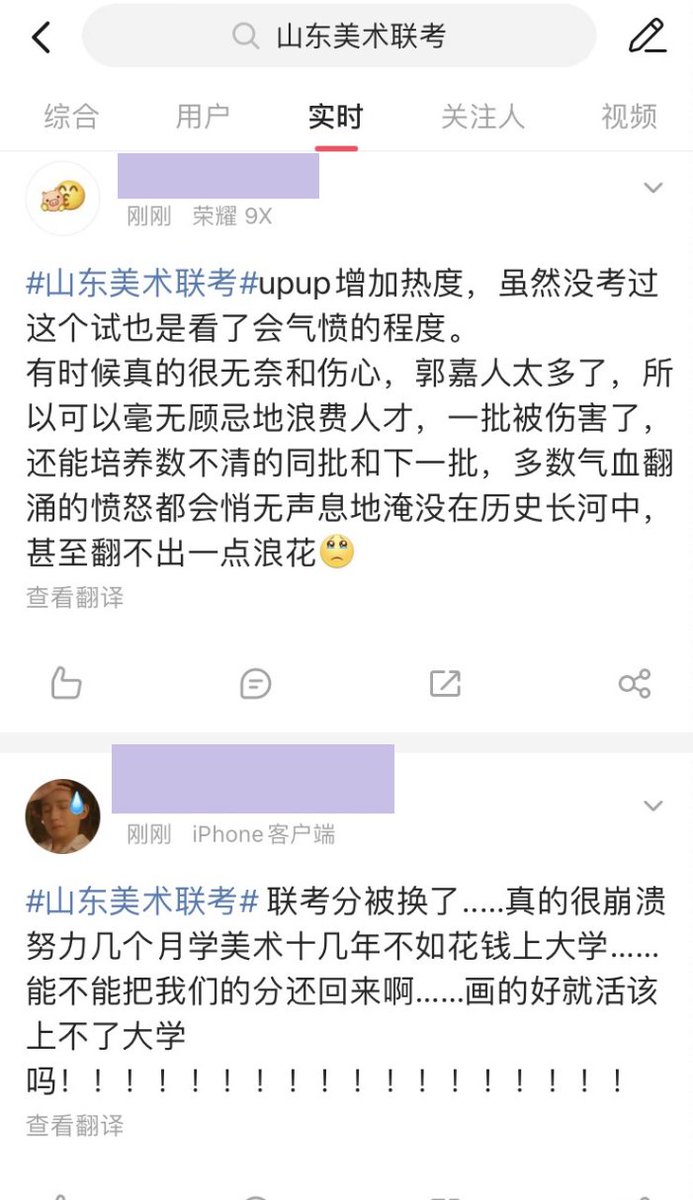 山东美术联考
综合 用户 实时 关注人 视频
刚刚 荣耀 9X
#山东美术联考#upup增加热度，虽然没考过
这个试也是看了会气愤的程度。
有时候真的很无奈和伤心，郭嘉人太多了，所
以可以毫无顾忌地浪费人才，一批被伤害了，
还能培养数不清的同批和下一批，多数气血翻
涌的愤怒都会悄无声息地淹没在历史长河中，
甚至翻不出一点浪花🥺
查看翻译
刚刚 iPhone客户端
#山东美术联考# 联考分被换了.....真的很崩溃
努力几个月学美术十几年不如花钱上大学......
能不能把我们的分还回来啊......画的好就活该
上不了大学
吗！！！！！！！！！！！！！！！！！！
查看翻译